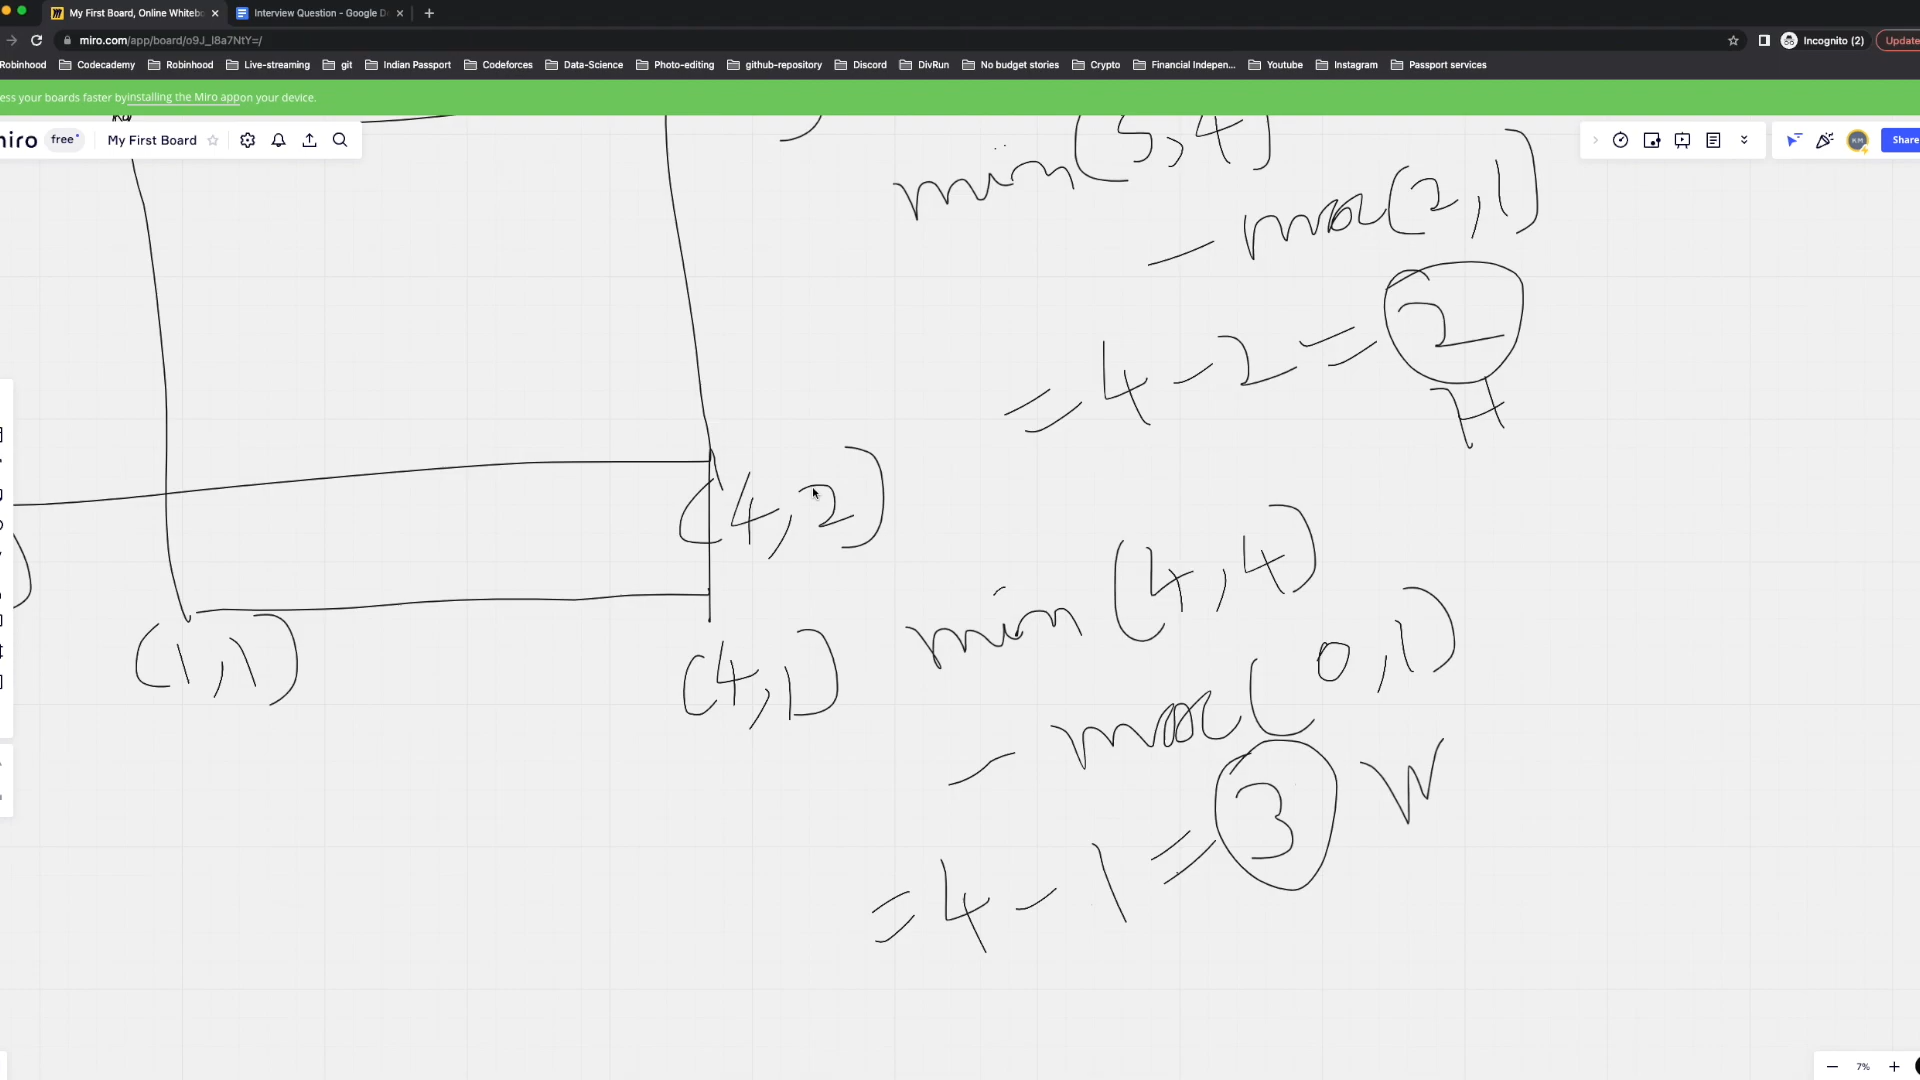 My First Board, Online Whitebo
Interview Question - Google D
miro.com/app/board/o9J_l8a7NtY=/
Incognito (2)
Update
Robinhood
Codecademy
Robinhood
Live-streaming
git
Indian Passport
Codeforces
Data-Science
Photo-editing
github-repository
Discord
DivRun
No budget stories
Crypto
Financial Indepen...
Youtube
Instagram
Passport services
ess your boards faster by installing the Miro app on your device.
miro
free
My First Board
Share
min(5,4)
- max(2,1)
= 4 - 2 = 2
H
(4,2)
min(4,4)
(1,1)
(4,1)
- max(0,1)
= 4 - 1 = 3 W
7%